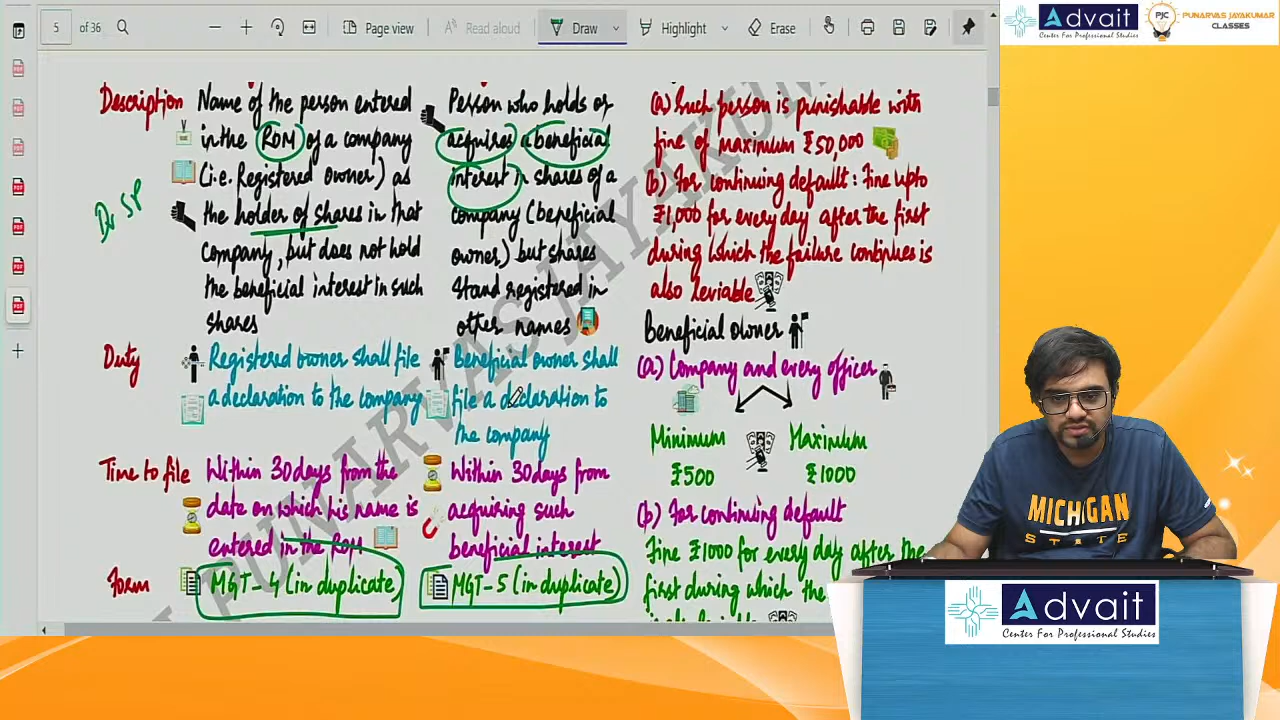 5 of 36
Page view
Read aloud
Draw
Highlight
Erase
Advait
Center For Professional Studies
PJC
PUNARVAS JAYAKUMAR
CLASSES
Description
Name of the person entered
in the ROM of a company
(i.e. Registered owner) as
the holder of shares in that
company, but does not hold
the beneficial interest in such
shares
Person who holds or
acquires a beneficial
interest in shares of a
company (beneficial
owner) but shares
stand registered in
other names
(a) Such person is punishable with
fine of maximum ₹50,000
(b) For continuing default: Fine upto
₹1,000 for every day after the first
during which the failure continues is
also leviable
Beneficial owner
(a) Company and every officer
Minimum Maximum
₹500 ₹1000
(b) For continuing default
Fine ₹1000 for every day after the
first during which the
Duty
Registered owner shall file
a declaration to the company
Beneficial owner shall
file a declaration to
the company
Time to file
Within 30 days from the
date on which his name is
entered in the ROM
Within 30 days from
acquiring such
beneficial interest
Form
MGT-4 (in duplicate)
MGT-5 (in duplicate)
PUNARVAS JAYAKUM
MICHIGAN
STATE
Advait
Center For Professional Studies